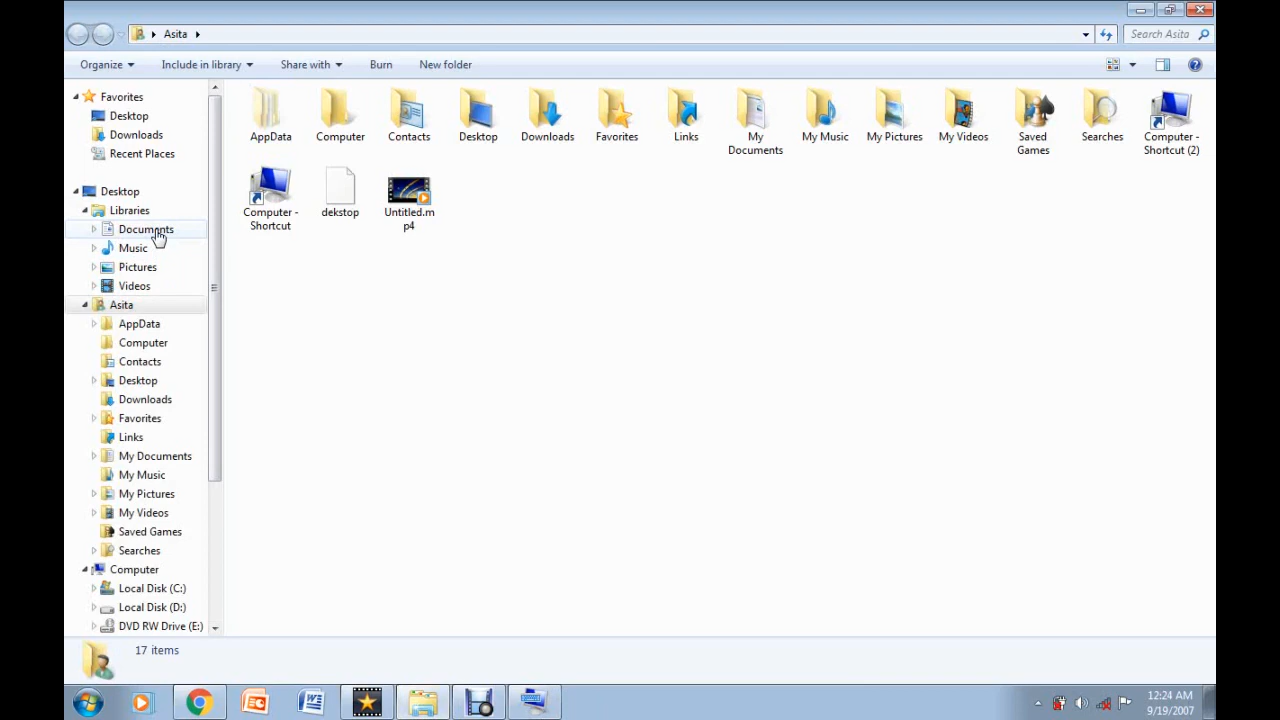 Asita
Search Asita
Organize
Include in library
Share with
Burn
New folder
Favorites
Desktop
Downloads
Recent Places
Desktop
Libraries
Documents
Music
Pictures
Videos
Asita
AppData
Computer
Contacts
Desktop
Downloads
Favorites
Links
My Documents
My Music
My Pictures
My Videos
Saved Games
Searches
Computer
Local Disk (C:)
Local Disk (D:)
DVD RW Drive (E:)
AppData
Computer
Contacts
Desktop
Downloads
Favorites
Links
My
Documents
My Music
My Pictures
My Videos
Saved
Games
Searches
Computer -
Shortcut (2)
Computer -
Shortcut
dekstop
Untitled.m
p4
17 items
12:24 AM
9/19/2007